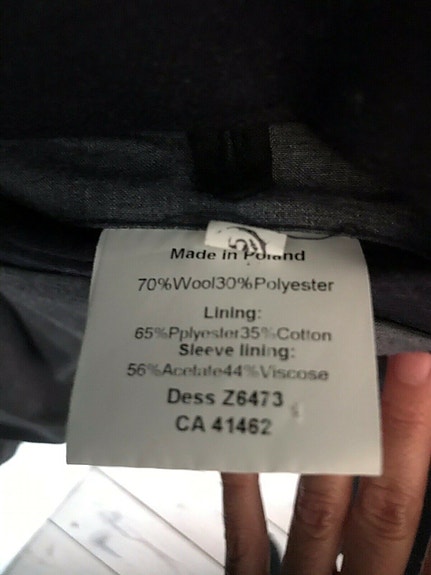 Made in Poland
70%Wool30%Polyester
Lining:
65%Pplyester35%Cotton
Sleeve lining:
56%Acetate44%Viscose
Dess Z6473
CA 41462